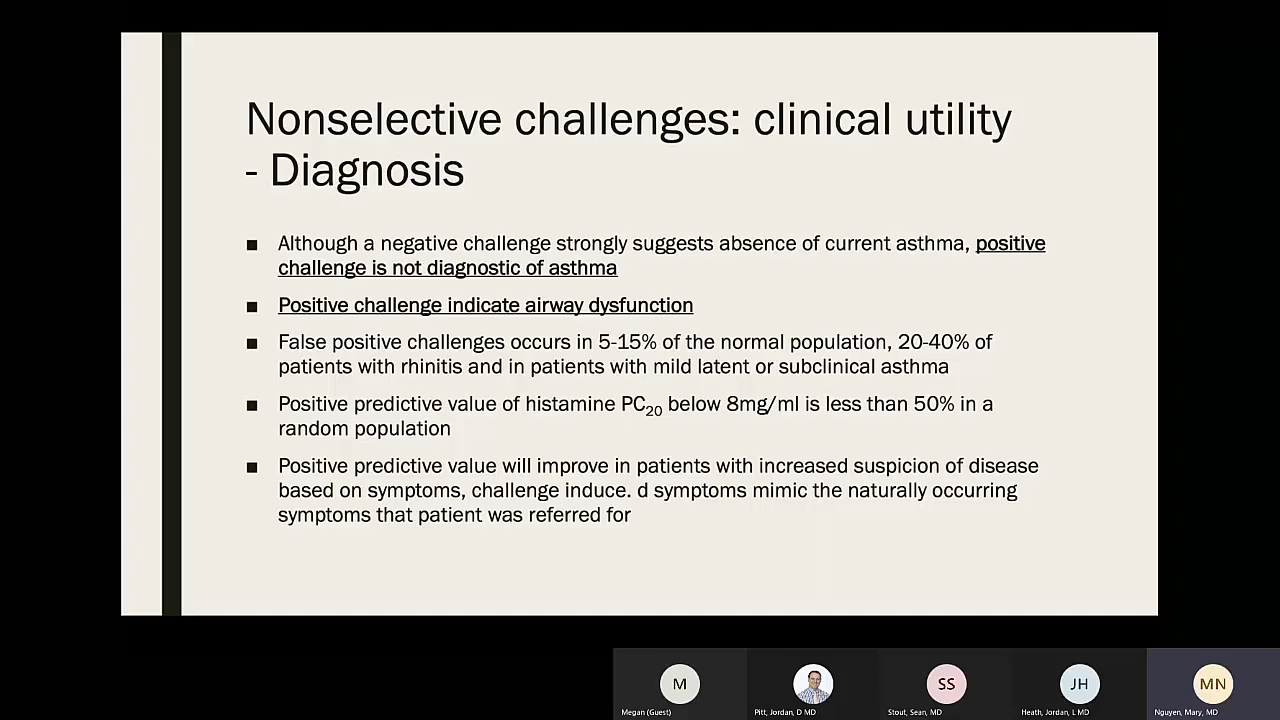 Nonselective challenges: clinical utility
- Diagnosis
■ Although a negative challenge strongly suggests absence of current asthma, positive
challenge is not diagnostic of asthma
■ Positive challenge indicate airway dysfunction
■ False positive challenges occurs in 5-15% of the normal population, 20-40% of
patients with rhinitis and in patients with mild latent or subclinical asthma
■ Positive predictive value of histamine PC20 below 8mg/ml is less than 50% in a
random population
■ Positive predictive value will improve in patients with increased suspicion of disease
based on symptoms, challenge induce. d symptoms mimic the naturally occurring
symptoms that patient was referred for
M SS JH MN
Megan (Guest) Pitt, Jordan, D MD Stout, Sean, MD Heath, Jordan, L MD Nguyen, Mary, MD